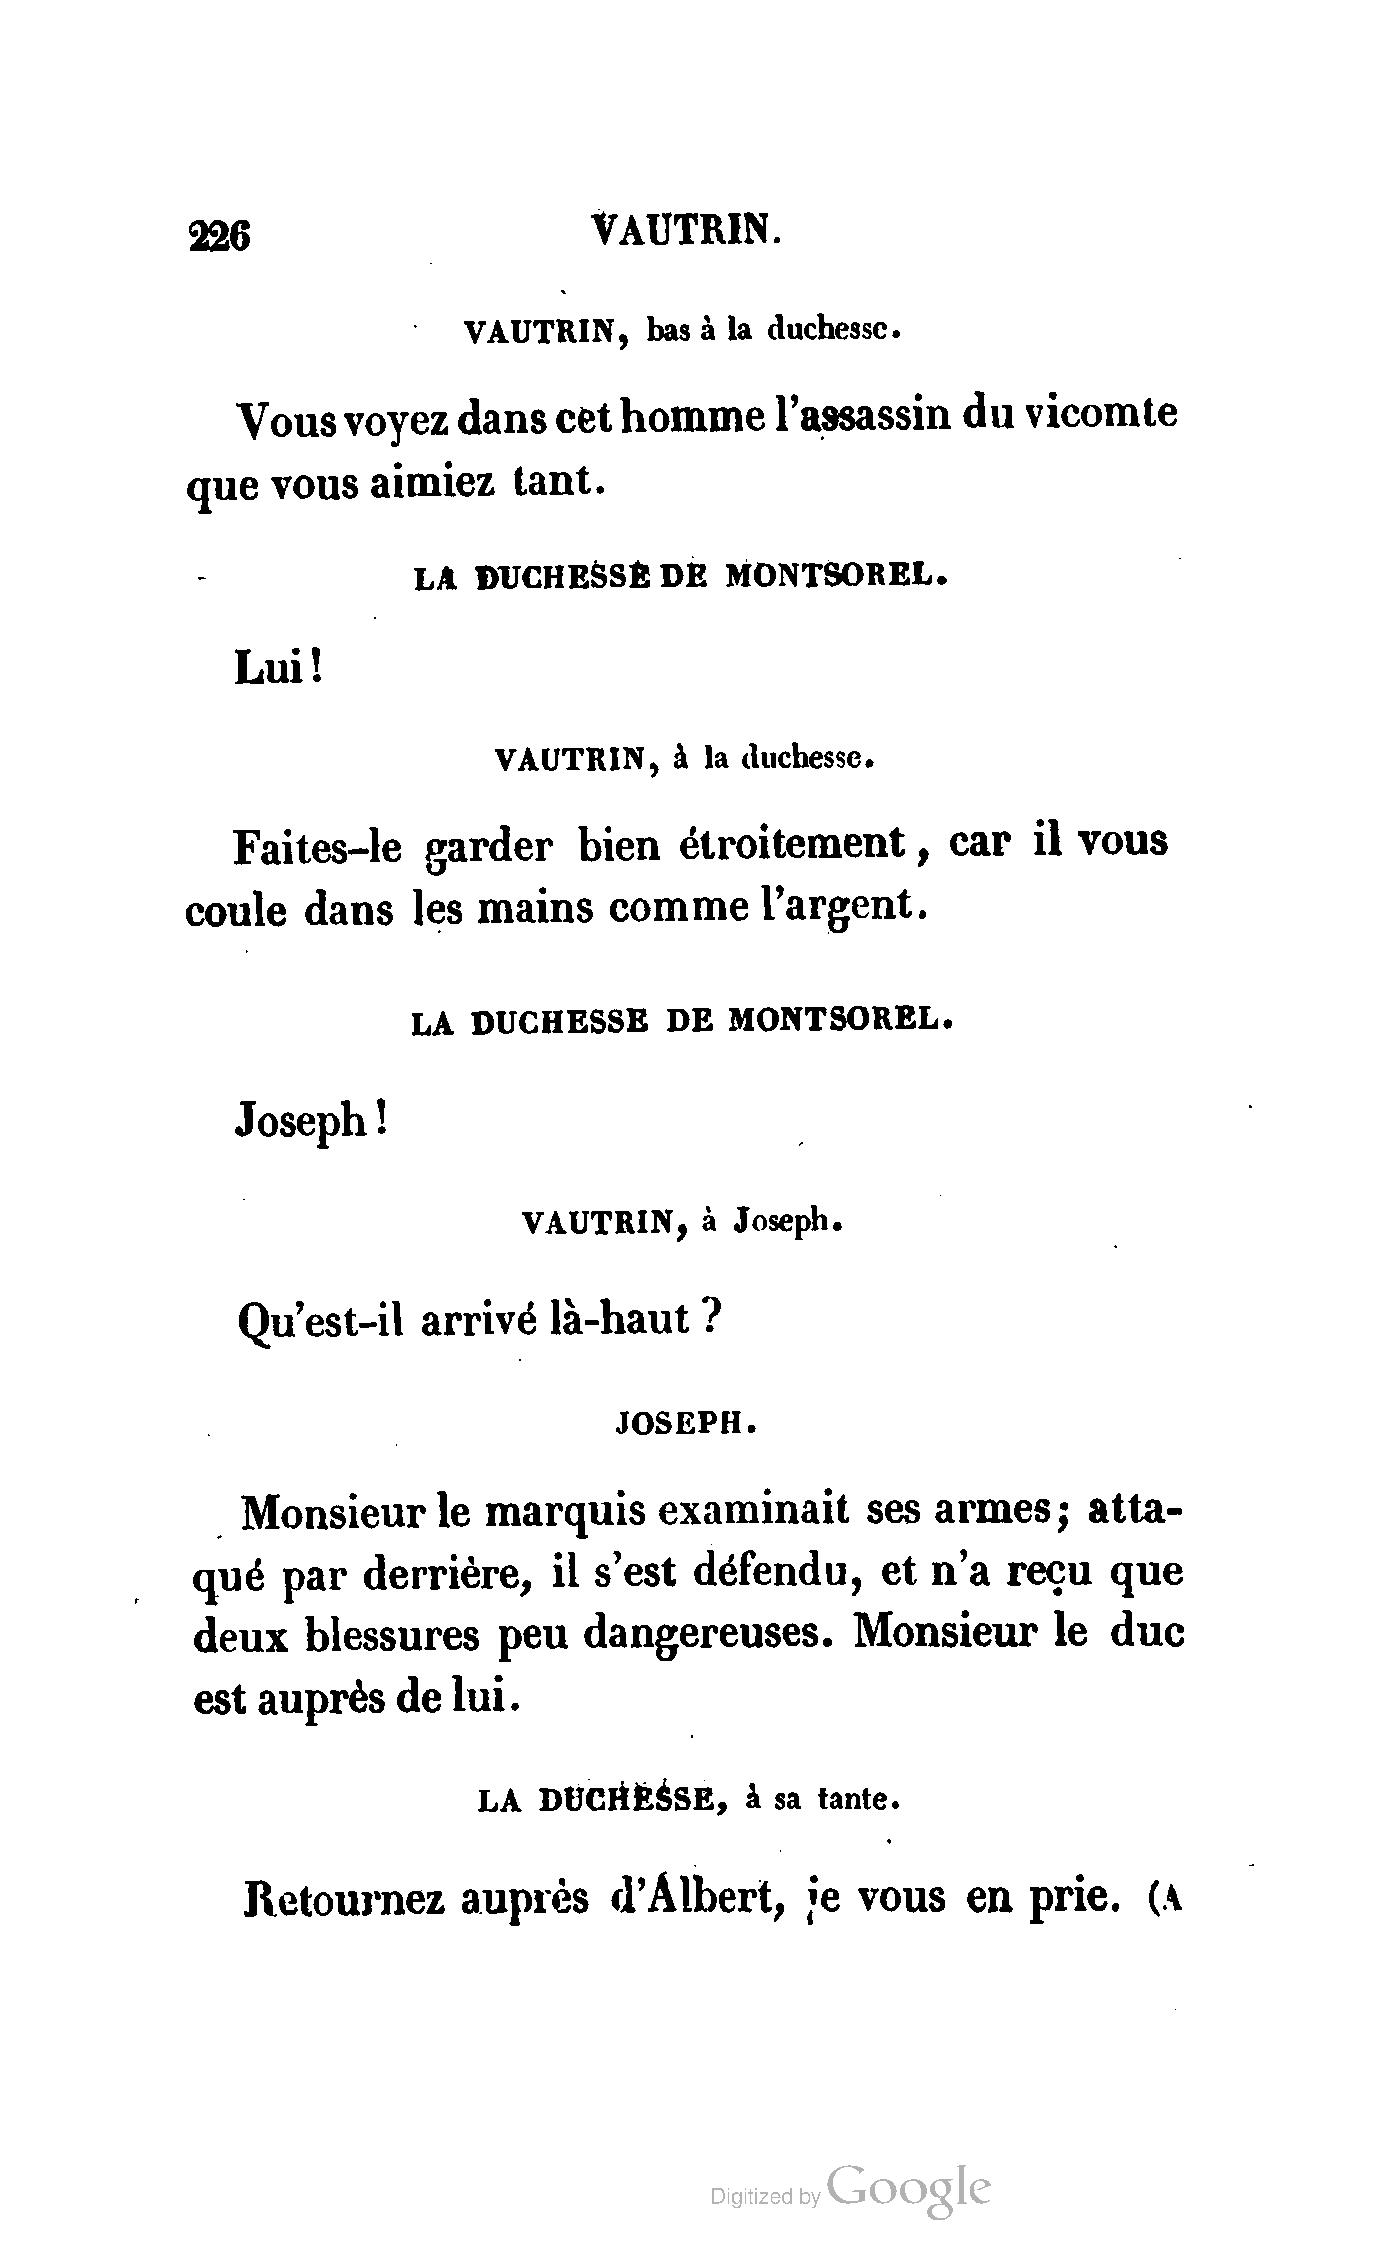 226 VAUTRIN.
VAUTRIN, bas à la duchesse.
Vous voyez dans cet homme l'assassin du vicomte
que vous aimiez tant.
LA DUCHESSE DE MONTSOREL.
Lui !
VAUTRIN, à la duchesse.
Faites-le garder bien étroitement, car il vous
coule dans les mains comme l'argent.
LA DUCHESSE DE MONTSOREL.
Joseph !
VAUTRIN, à Joseph.
Qu'est-il arrivé là-haut ?
JOSEPH.
Monsieur le marquis examinait ses armes; atta-
qué par derrière, il s'est défendu, et n'a reçu que
deux blessures peu dangereuses. Monsieur le duc
est auprès de lui.
LA DUCHESSE, à sa tante.
Retournez auprès d'Albert, je vous en prie. (A
Digitized by Google